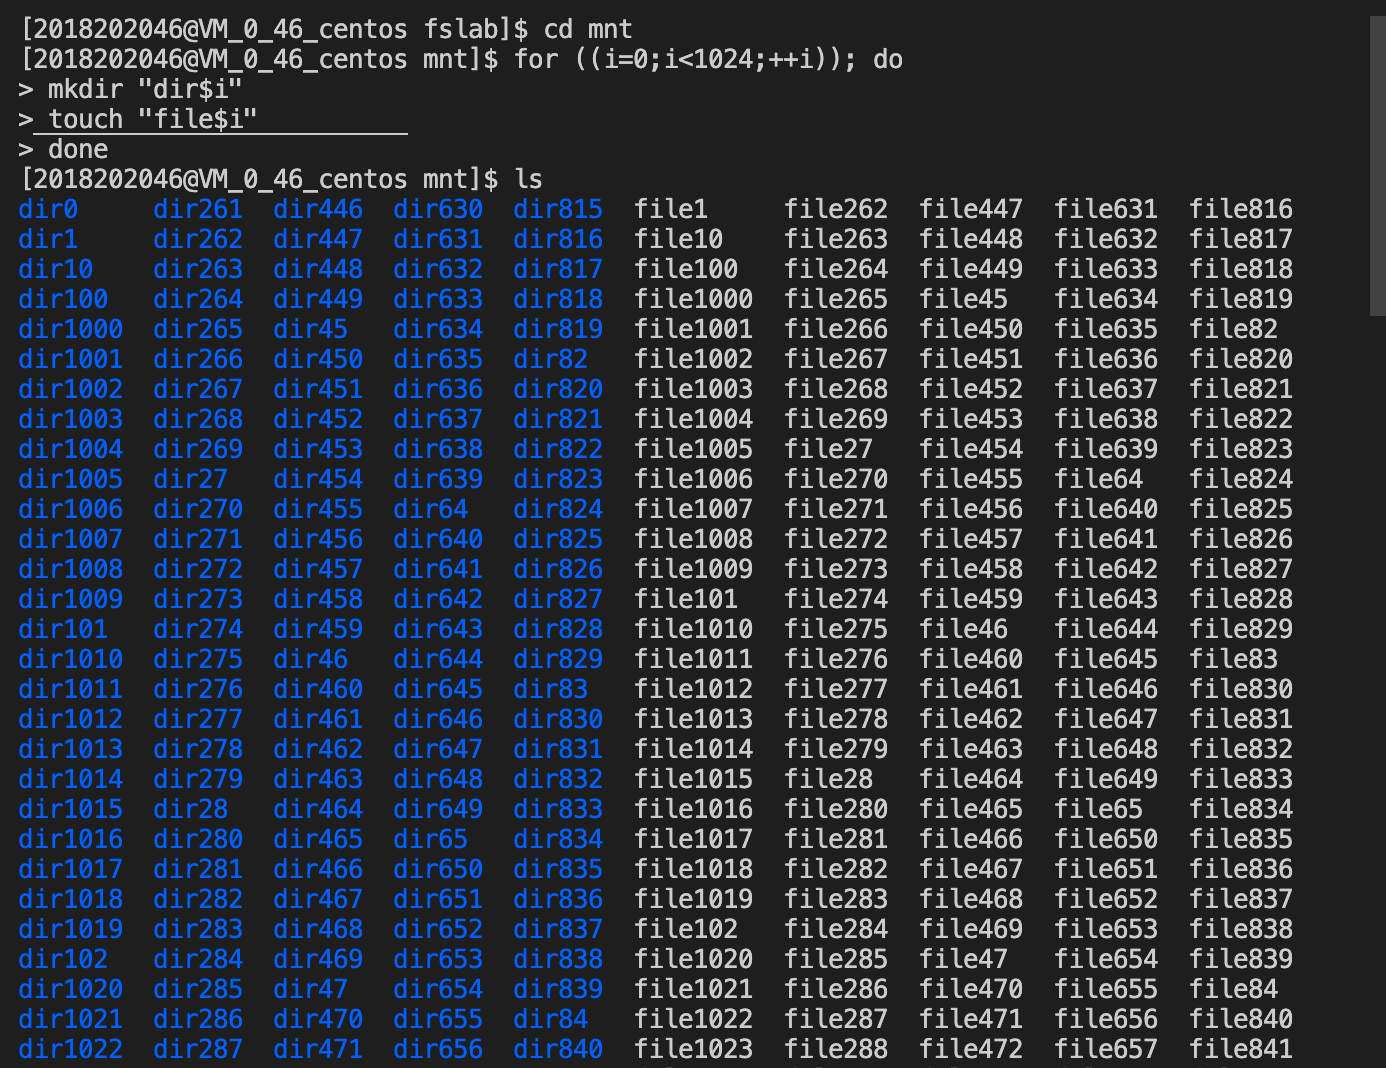 [2018202046@VM_0_46_centos fslab]$ cd mnt
[2018202046@VM_0_46_centos mnt]$ for ((i=0;i<1024;++i)); do
> mkdir "dir$i"
> touch "file$i"
> done
[2018202046@VM_0_46_centos mnt]$ ls
dir0 dir261 dir446 dir630 dir815 file1 file262 file447 file631 file816
dir1 dir262 dir447 dir631 dir816 file10 file263 file448 file632 file817
dir10 dir263 dir448 dir632 dir817 file100 file264 file449 file633 file818
dir100 dir264 dir449 dir633 dir818 file1000 file265 file45 file634 file819
dir1000 dir265 dir45 dir634 dir819 file1001 file266 file450 file635 file82
dir1001 dir266 dir450 dir635 dir82 file1002 file267 file451 file636 file820
dir1002 dir267 dir451 dir636 dir820 file1003 file268 file452 file637 file821
dir1003 dir268 dir452 dir637 dir821 file1004 file269 file453 file638 file822
dir1004 dir269 dir453 dir638 dir822 file1005 file27 file454 file639 file823
dir1005 dir27 dir454 dir639 dir823 file1006 file270 file455 file64 file824
dir1006 dir270 dir455 dir64 dir824 file1007 file271 file456 file640 file825
dir1007 dir271 dir456 dir640 dir825 file1008 file272 file457 file641 file826
dir1008 dir272 dir457 dir641 dir826 file1009 file273 file458 file642 file827
dir1009 dir273 dir458 dir642 dir827 file101 file274 file459 file643 file828
dir101 dir274 dir459 dir643 dir828 file1010 file275 file46 file644 file829
dir1010 dir275 dir46 dir644 dir829 file1011 file276 file460 file645 file83
dir1011 dir276 dir460 dir645 dir83 file1012 file277 file461 file646 file830
dir1012 dir277 dir461 dir646 dir830 file1013 file278 file462 file647 file831
dir1013 dir278 dir462 dir647 dir831 file1014 file279 file463 file648 file832
dir1014 dir279 dir463 dir648 dir832 file1015 file28 file464 file649 file833
dir1015 dir28 dir464 dir649 dir833 file1016 file280 file465 file65 file834
dir1016 dir280 dir465 dir65 dir834 file1017 file281 file466 file650 file835
dir1017 dir281 dir466 dir650 dir835 file1018 file282 file467 file651 file836
dir1018 dir282 dir467 dir651 dir836 file1019 file283 file468 file652 file837
dir1019 dir283 dir468 dir652 dir837 file102 file284 file469 file653 file838
dir102 dir284 dir469 dir653 dir838 file1020 file285 file47 file654 file839
dir1020 dir285 dir47 dir654 dir839 file1021 file286 file470 file655 file84
dir1021 dir286 dir470 dir655 dir84 file1022 file287 file471 file656 file840
dir1022 dir287 dir471 dir656 dir840 file1023 file288 file472 file657 file841